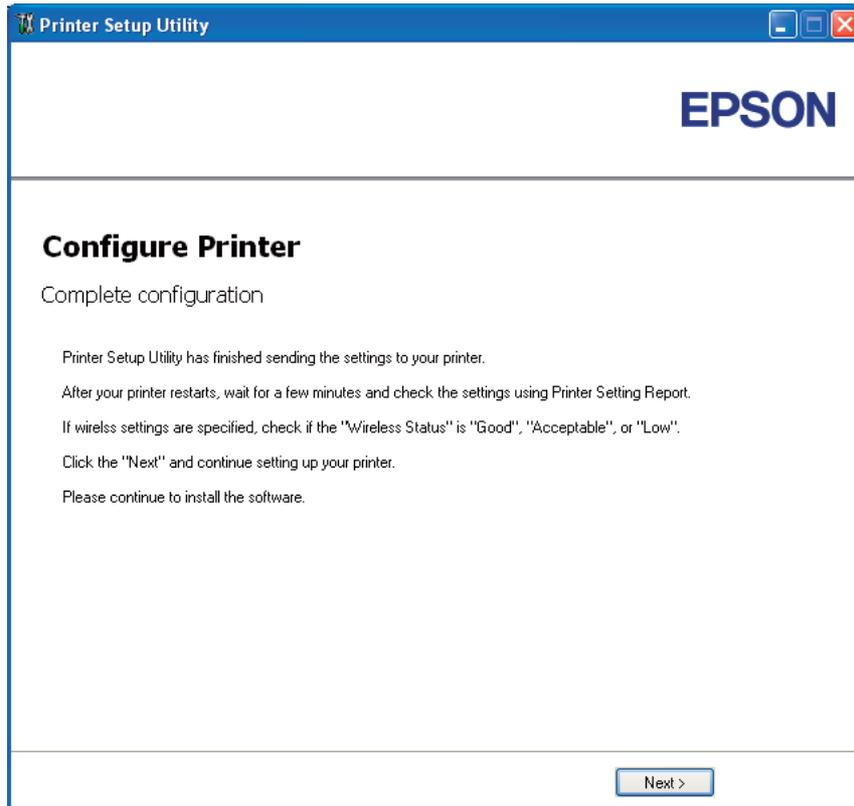 Printer Setup Utility
EPSON
Configure Printer
Complete configuration
Printer Setup Utility has finished sending the settings to your printer.
After your printer restarts, wait for a few minutes and check the settings using Printer Setting Report.
If wirelss settings are specified, check if the "Wireless Status" is "Good", "Acceptable", or "Low".
Click the "Next" and continue setting up your printer.
Please continue to install the software.
Next >